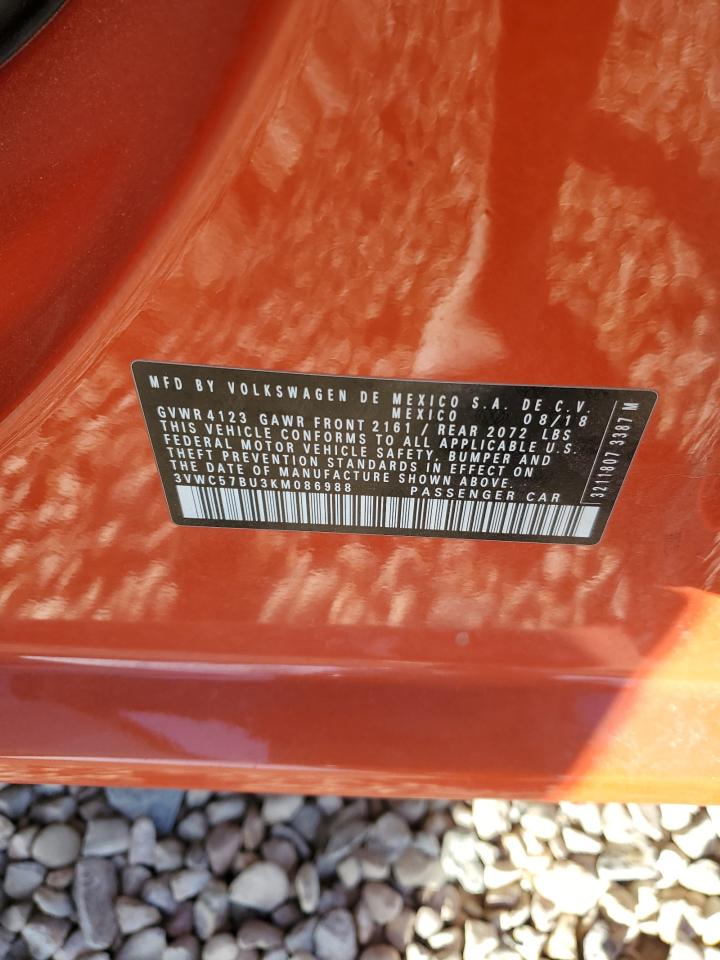 MFD BY VOLKSWAGEN DE MEXICO S.A. DE C.V.
MEXICO 08/18
GVWR 4123 GAWR FRONT 2161 / REAR 2072 LBS
THIS VEHICLE CONFORMS TO ALL APPLICABLE U.S.
FEDERAL MOTOR VEHICLE SAFETY, BUMPER AND
THEFT PREVENTION STANDARDS IN EFFECT ON
THE DATE OF MANUFACTURE SHOWN ABOVE.
3VWC57BU3KM086988 PASSENGER CAR